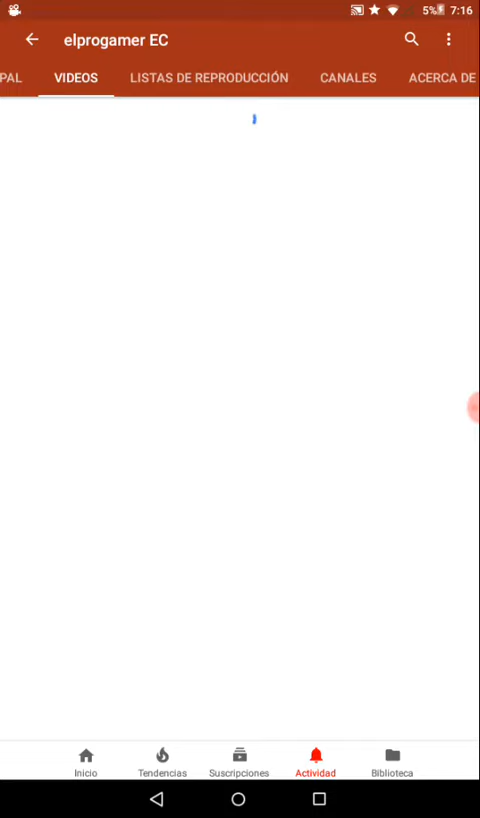 5% 7:16
elprogamer EC
PAL VIDEOS LISTAS DE REPRODUCCIÓN CANALES ACERCA DE
Inicio Tendencias Suscripciones Actividad Biblioteca